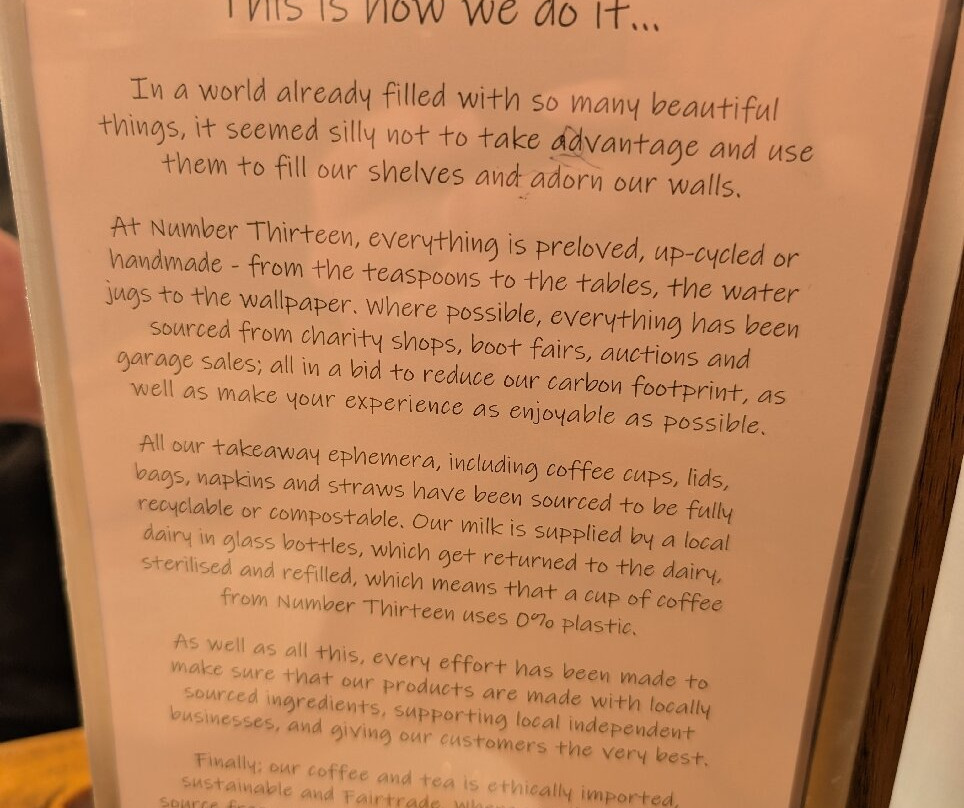 This is how we do it...
In a world already filled with so many beautiful
things, it seemed silly not to take advantage and use
them to fill our shelves and adorn our walls.
At Number Thirteen, everything is preloved, up-cycled or
handmade - from the teaspoons to the tables, the water
jugs to the wallpaper. Where possible, everything has been
sourced from charity shops, boot fairs, auctions and
garage sales; all in a bid to reduce our carbon footprint, as
well as make your experience as enjoyable as possible.
All our takeaway ephemera, including coffee cups, lids,
bags, napkins and straws have been sourced to be fully
recyclable or compostable. Our milk is supplied by a local
dairy in glass bottles, which get returned to the dairy,
sterilised and refilled, which means that a cup of coffee
from Number Thirteen uses 0% plastic.
As well as all this, every effort has been made to
make sure that our products are made with locally
sourced ingredients, supporting local independent
businesses, and giving our customers the very best.
Finally; our coffee and tea is ethically imported,
sustainable and Fairtrade